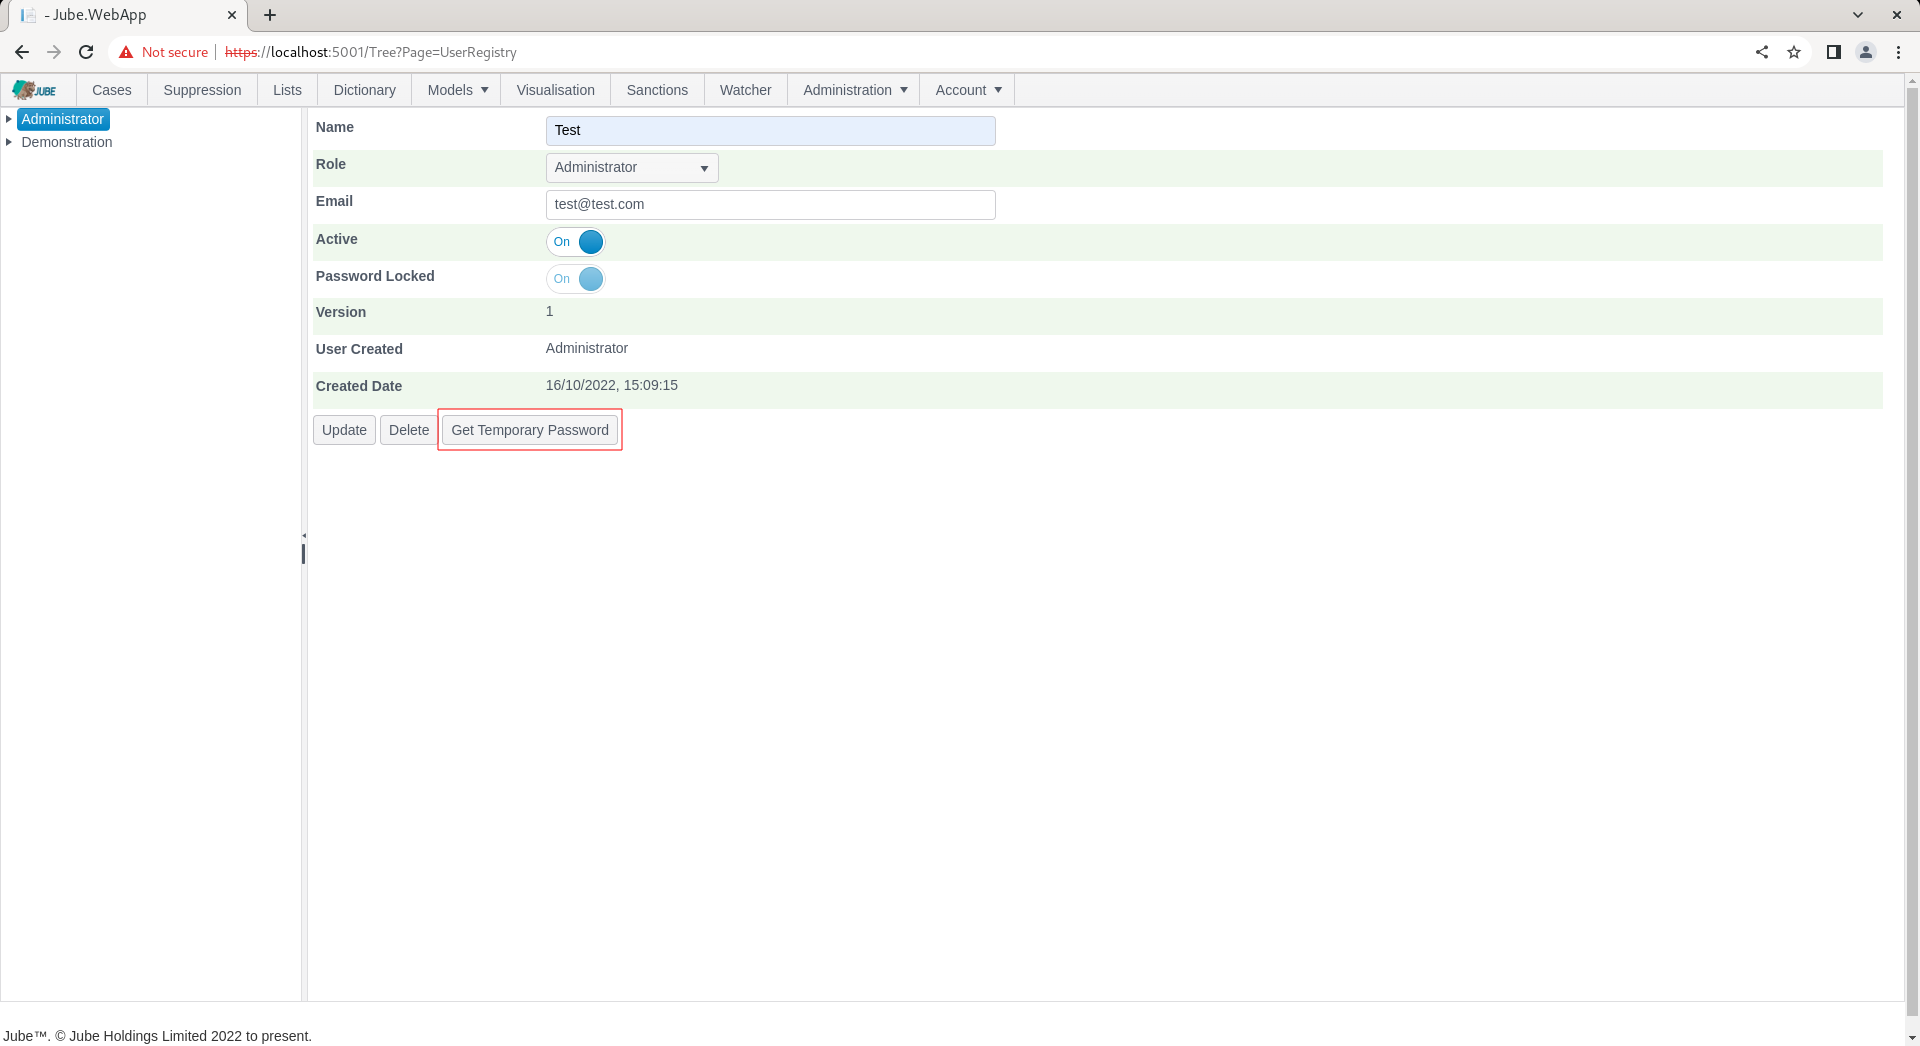 - Jube.WebApp
Not secure https://localhost:5001/Tree?Page=UserRegistry
JUBE Cases Suppression Lists Dictionary Models Visualisation Sanctions Watcher Administration Account
Administrator
Demonstration
Name Test
Role Administrator
Email test@test.com
Active On
Password Locked On
Version 1
User Created Administrator
Created Date 16/10/2022, 15:09:15
Update Delete Get Temporary Password
Jube™. © Jube Holdings Limited 2022 to present.